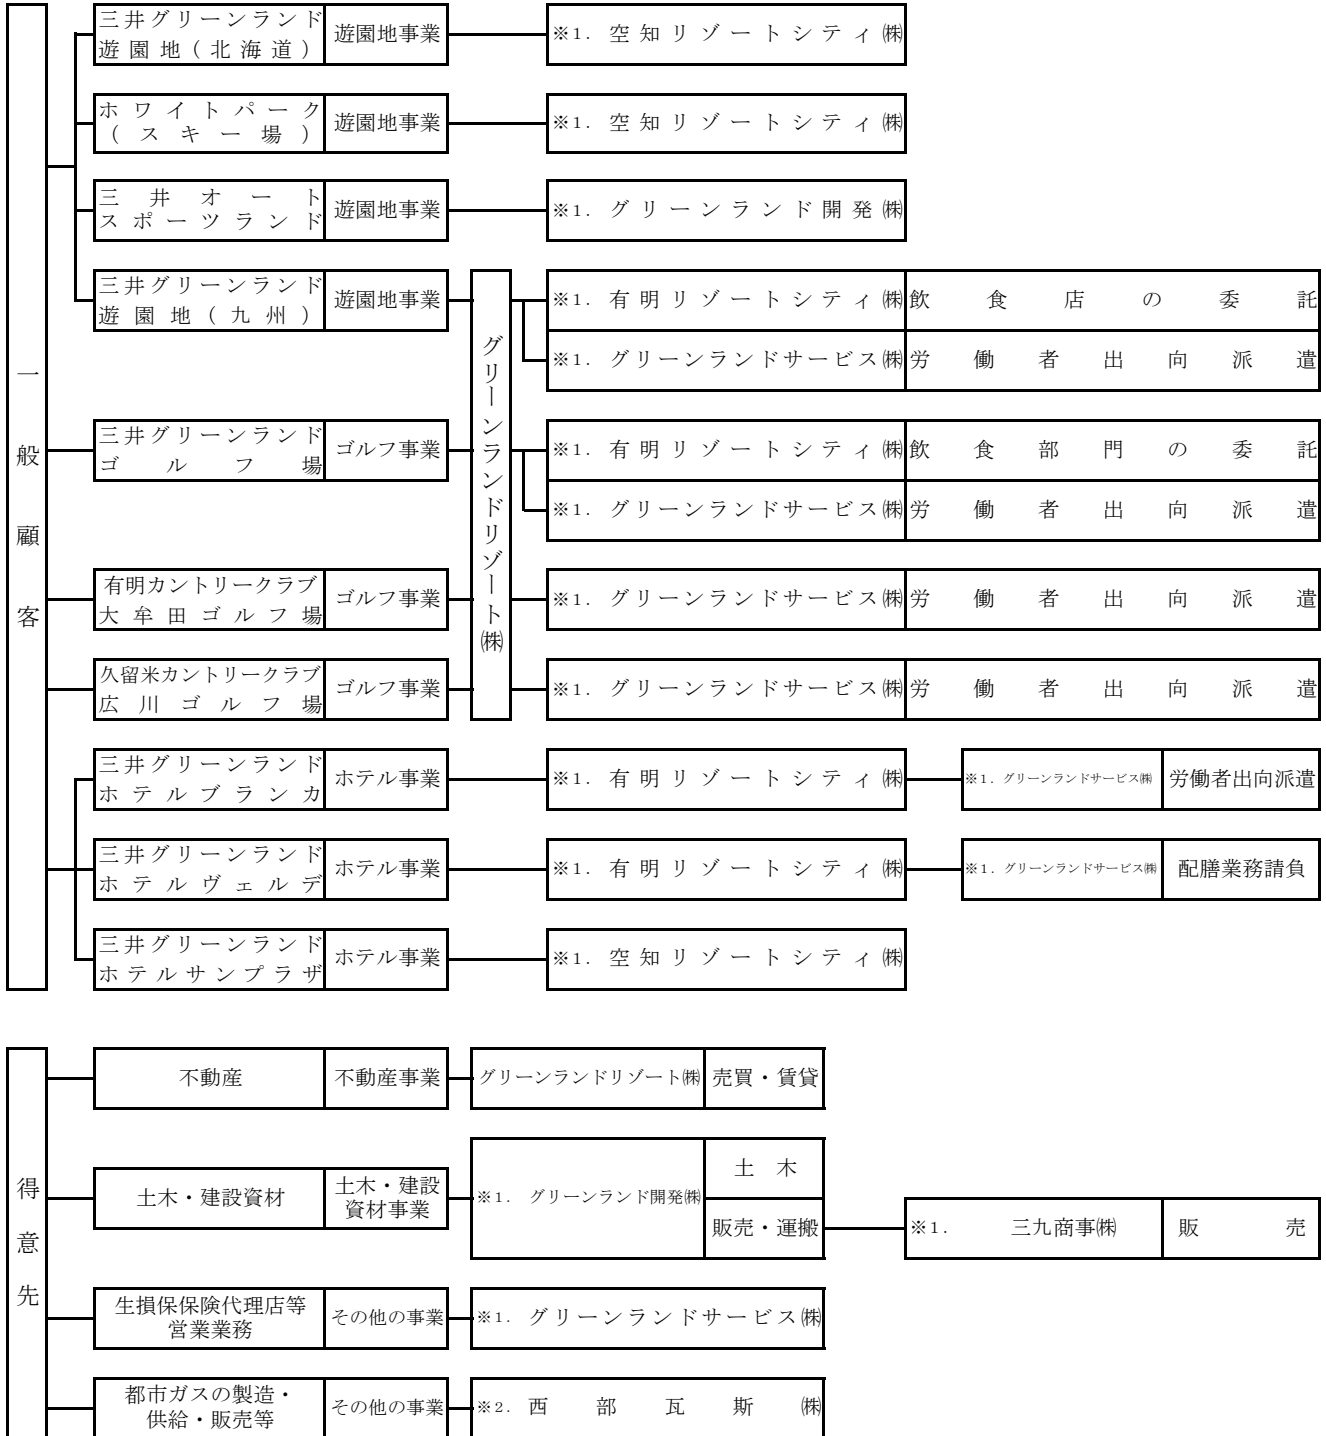 一般顧客
三井グリーンランド
遊園地(北海道)
遊園地事業
※1. 空知リゾートシティ㈱
ホワイトパーク
(スキー場)
遊園地事業
※1. 空知リゾートシティ㈱
三井オート
スポーツランド
遊園地事業
※1. グリーンランド開発㈱
三井グリーンランド
遊園地(九州)
遊園地事業
グリーンランドリゾート㈱
※1. 有明リゾートシティ㈱
飲食店の委託
※1. グリーンランドサービス㈱
労働者出向派遣
三井グリーンランド
ゴルフ場
ゴルフ事業
※1. 有明リゾートシティ㈱
飲食部門の委託
※1. グリーンランドサービス㈱
労働者出向派遣
有明カントリークラブ
大牟田ゴルフ場
ゴルフ事業
※1. グリーンランドサービス㈱
労働者出向派遣
久留米カントリークラブ
広川ゴルフ場
ゴルフ事業
※1. グリーンランドサービス㈱
労働者出向派遣
三井グリーンランド
ホテルブランカ
ホテル事業
※1. 有明リゾートシティ㈱
※1. グリーンランドサービス㈱
労働者出向派遣
三井グリーンランド
ホテルヴェルデ
ホテル事業
※1. 有明リゾートシティ㈱
※1. グリーンランドサービス㈱
配膳業務請負
三井グリーンランド
ホテルサンプラザ
ホテル事業
※1. 空知リゾートシティ㈱
得意先
不動産
不動産事業
グリーンランドリゾート㈱
売買・賃貸
土木・建設資材
土木・建設
資材事業
※1. グリーンランド開発㈱
土 木
販売・運搬
※1. 三九商事㈱
販 売
生損保保険代理店等
営業業務
その他の事業
※1. グリーンランドサービス㈱
都市ガスの製造・
供給・販売等
その他の事業
※2. 西部瓦斯㈱